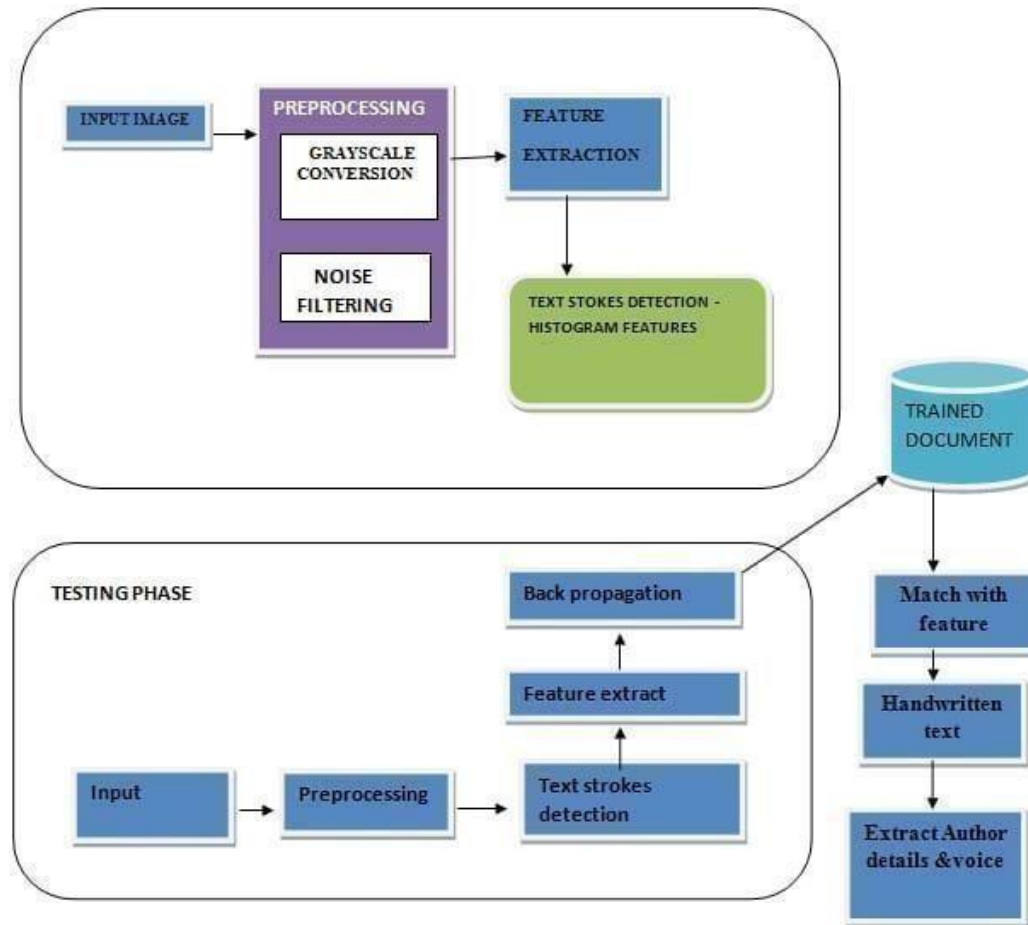 INPUT IMAGE
PREPROCESSING
GRAYSCALE
CONVERSION
NOISE
FILTERING
FEATURE
EXTRACTION
TEXT STOKES DETECTION -
HISTOGRAM FEATURES
TRAINED
DOCUMENT
TESTING PHASE
Input
Preprocessing
Text strokes
detection
Feature extract
Back propagation
Match with
feature
Handwritten
text
Extract Author
details &voice